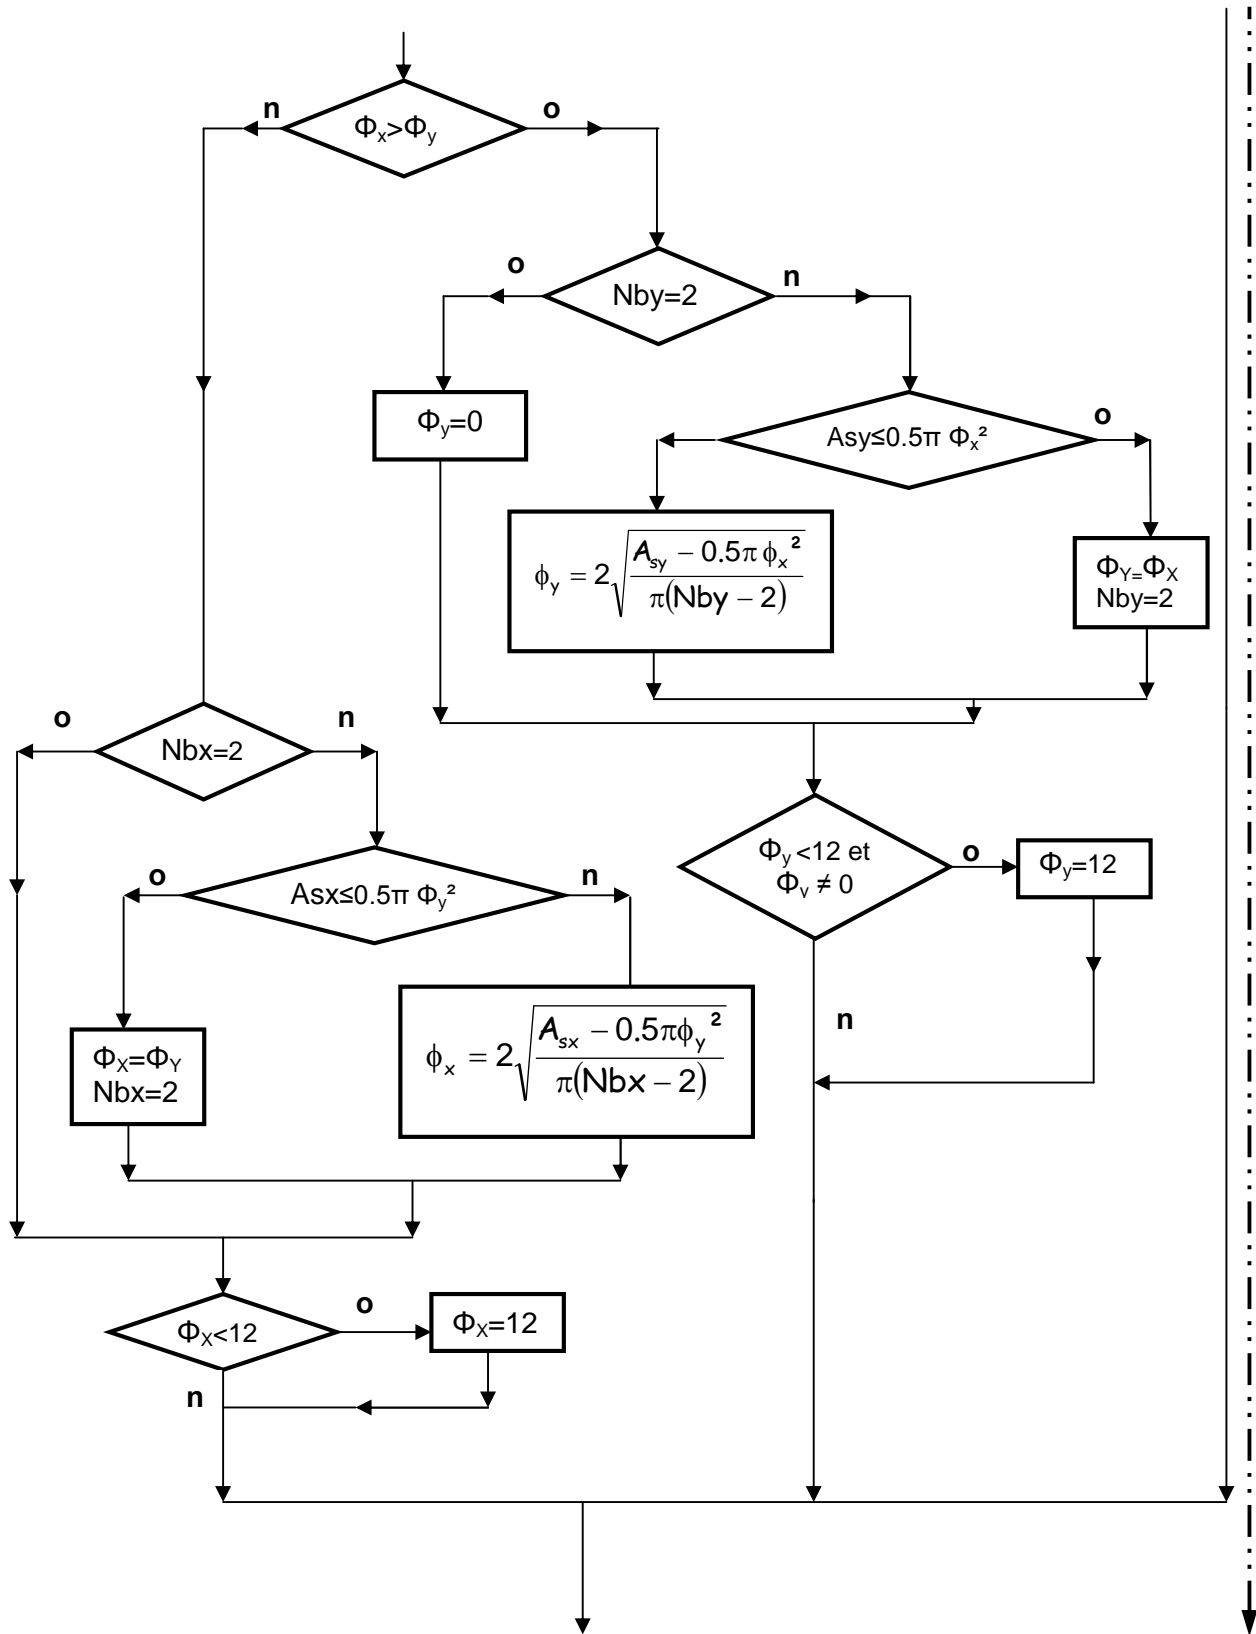 n
o
Φx>Φy
o
n
Nby=2
Φy=0
o
Asy≤0.5π Φx²
ϕy = 2√((Asy − 0.5π ϕx²) / (π(Nby − 2)))
ΦY=ΦX
Nby=2
o
n
Nbx=2
Φy <12 et
Φy ≠ 0
o
Φy=12
o
n
Asx≤0.5π Φy²
n
ΦX=ΦY
Nbx=2
ϕx = 2√((Asx − 0.5πϕy²) / (π(Nbx − 2)))
o
ΦX<12
ΦX=12
n